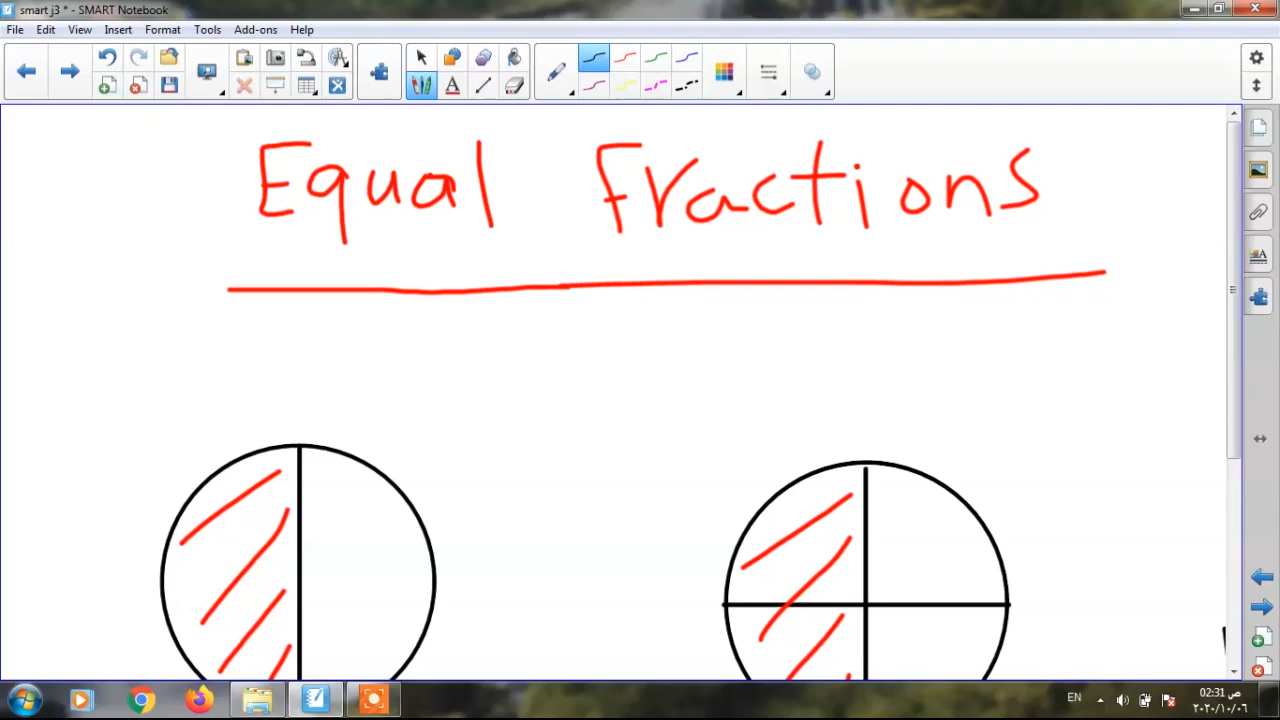 smart j3 * - SMART Notebook
File Edit View Insert Format Tools Add-ons Help
Equal Fractions
EN
02:31 ص
٢٠٢٠/١٠/٠٦